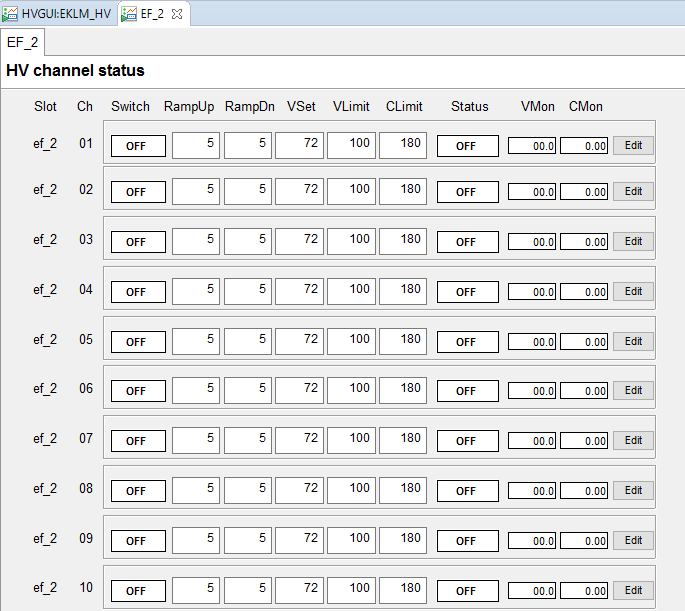 HVGUI:EKLM_HV EF_2
EF_2
HV channel status
Slot Ch Switch RampUp RampDn VSet VLimit CLimit Status VMon CMon
ef_2 01 OFF 5 5 72 100 180 OFF 00.0 0.00 Edit
ef_2 02 OFF 5 5 72 100 180 OFF 00.0 0.00 Edit
ef_2 03 OFF 5 5 72 100 180 OFF 00.0 0.00 Edit
ef_2 04 OFF 5 5 72 100 180 OFF 00.0 0.00 Edit
ef_2 05 OFF 5 5 72 100 180 OFF 00.0 0.00 Edit
ef_2 06 OFF 5 5 72 100 180 OFF 00.0 0.00 Edit
ef_2 07 OFF 5 5 72 100 180 OFF 00.0 0.00 Edit
ef_2 08 OFF 5 5 72 100 180 OFF 00.0 0.00 Edit
ef_2 09 OFF 5 5 72 100 180 OFF 00.0 0.00 Edit
ef_2 10 OFF 5 5 72 100 180 OFF 00.0 0.00 Edit